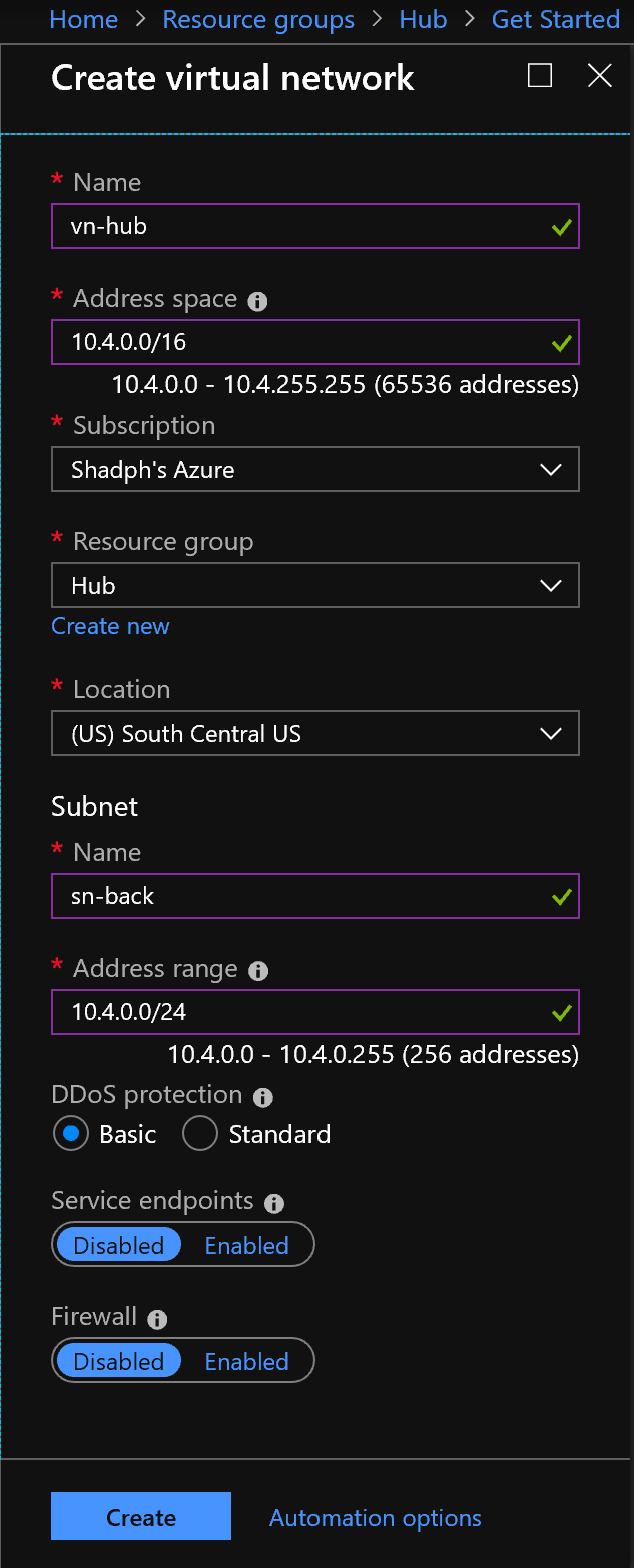 Home > Resource groups > Hub > Get Started
Create virtual network
* Name
vn-hub
* Address space
10.4.0.0/16
10.4.0.0 - 10.4.255.255 (65536 addresses)
* Subscription
Shadph's Azure
* Resource group
Hub
Create new
* Location
(US) South Central US
Subnet
* Name
sn-back
* Address range
10.4.0.0/24
10.4.0.0 - 10.4.0.255 (256 addresses)
DDoS protection
Basic Standard
Service endpoints
Disabled Enabled
Firewall
Disabled Enabled
Create Automation options